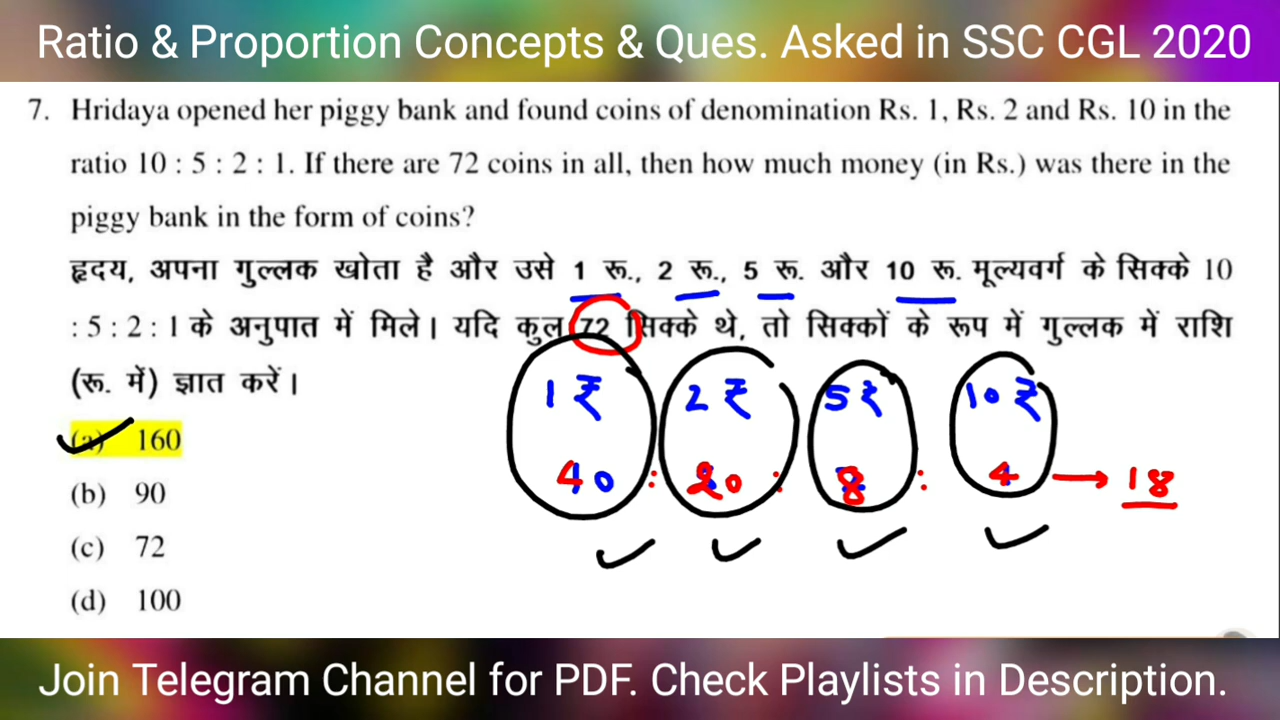 Ratio & Proportion Concepts & Ques. Asked in SSC CGL 2020
7. Hridaya opened her piggy bank and found coins of denomination Rs. 1, Rs. 2 and Rs. 10 in the
ratio 10 : 5 : 2 : 1. If there are 72 coins in all, then how much money (in Rs.) was there in the
piggy bank in the form of coins?
हृदय, अपना गुल्लक खोता है और उसे 1 रू., 2 रू., 5 रू. और 10 रू. मूल्यवर्ग के सिक्के 10
: 5 : 2 : 1 के अनुपात में मिले। यदि कुल 72 सिक्के थे, तो सिक्कों के रूप में गुल्लक में राशि
(रू. में) ज्ञात करें।
1 ₹ 2 ₹ 5 ₹ 10 ₹
(a) 160
40 : 20 : 8 : 4 → 18
(b) 90
(c) 72
(d) 100
Join Telegram Channel for PDF. Check Playlists in Description.